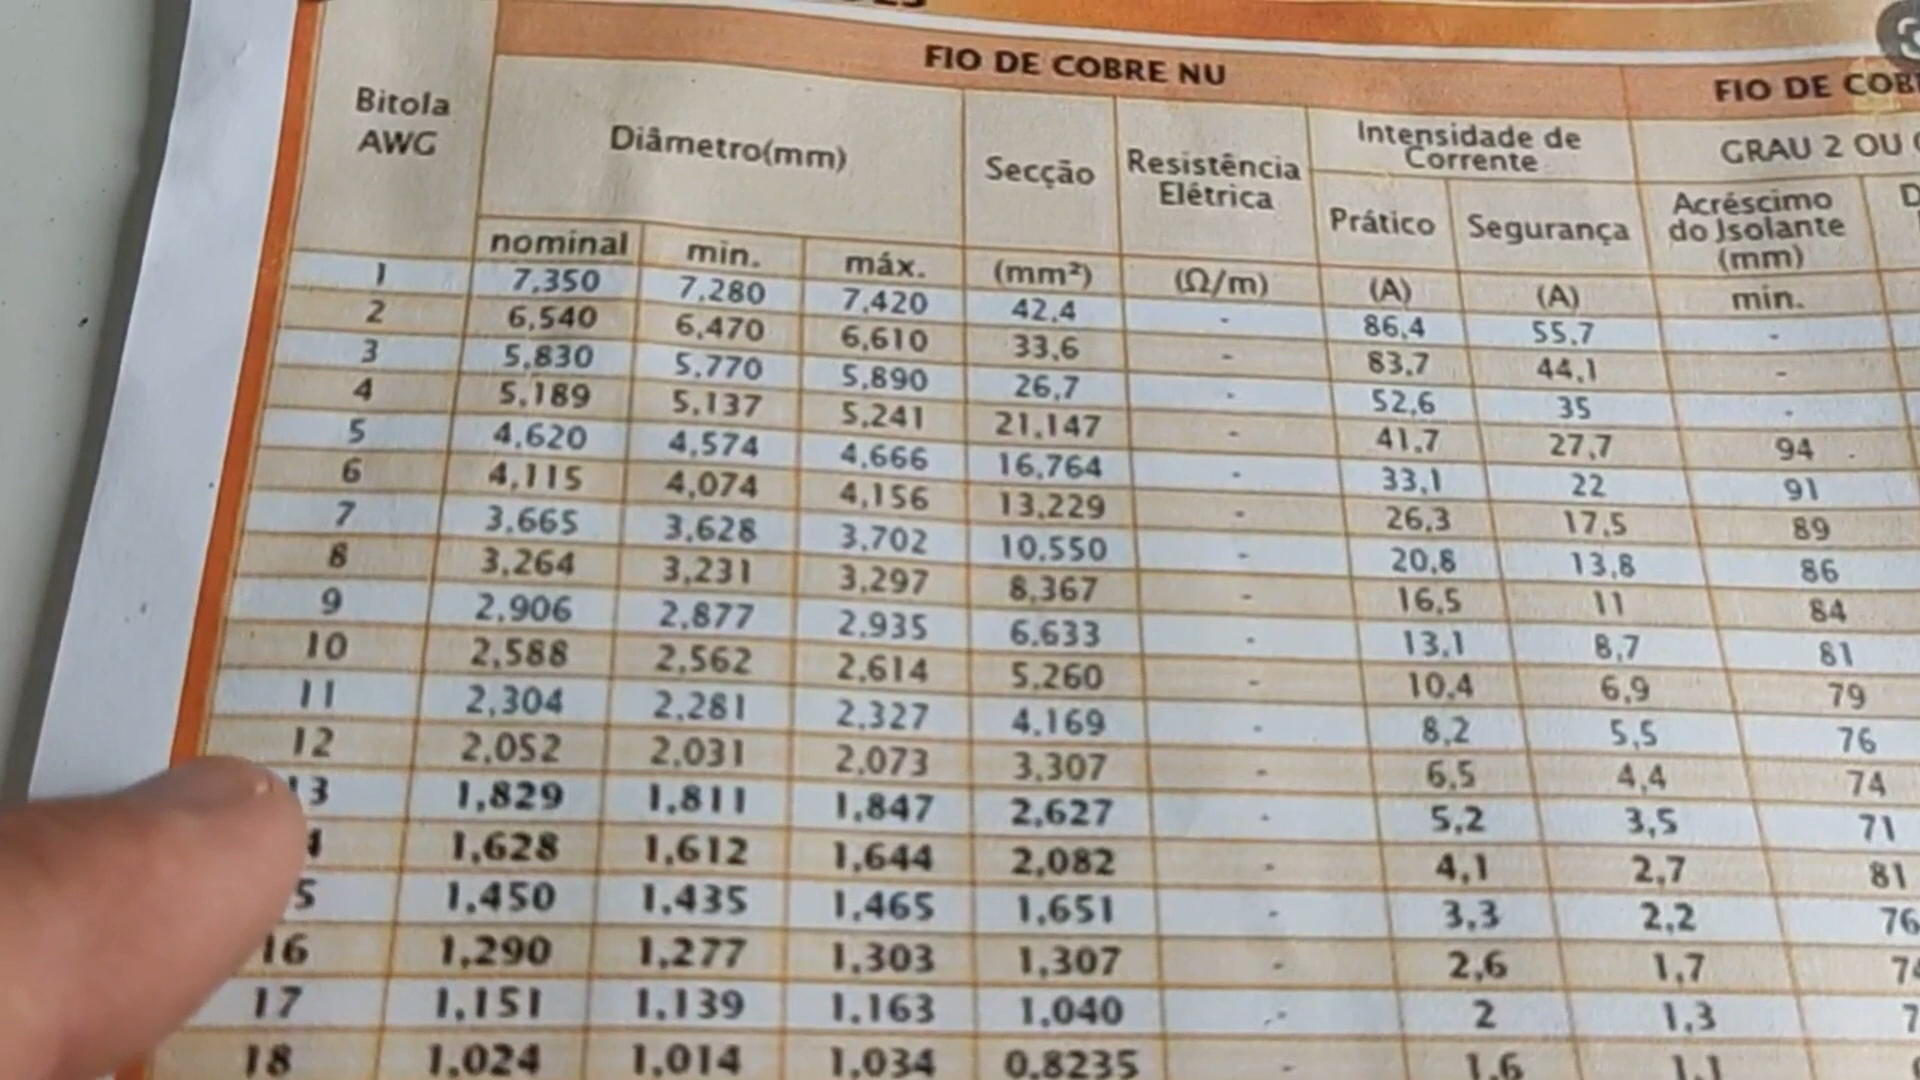 FIO DE COBRE NU
FIO DE
Bitola
AWG
Diâmetro(mm)
Secção
Resistência
Elétrica
Intensidade de
Corrente
GRAU 2 OU
Prático
Segurança
Acréscimo
do Isolante
(mm)
nominal min. máx. (mm²) (Ω/m) (A) (A) min.
1 7,350 7,280 7,420 42,4 - 86,4 55,7 -
2 6,540 6,470 6,610 33,6 - 83,7 44,1 -
3 5,830 5,770 5,890 26,7 - 52,6 35 -
4 5,189 5,137 5,241 21,147 - 41,7 27,7 94
5 4,620 4,574 4,666 16,764 - 33,1 22 91
6 4,115 4,074 4,156 13,229 - 26,3 17,5 89
7 3,665 3,628 3,702 10,550 - 20,8 13,8 86
8 3,264 3,231 3,297 8,367 - 16,5 11 84
9 2,906 2,877 2,935 6,633 - 13,1 8,7 81
10 2,588 2,562 2,614 5,260 - 10,4 6,9 79
11 2,304 2,281 2,327 4,169 - 8,2 5,5 76
12 2,052 2,031 2,073 3,307 - 6,5 4,4 74
13 1,829 1,811 1,847 2,627 - 5,2 3,5 71
4 1,628 1,612 1,644 2,082 - 4,1 2,7 81
5 1,450 1,435 1,465 1,651 - 3,3 2,2 76
16 1,290 1,277 1,303 1,307 - 2,6 1,7
17 1,151 1,139 1,163 1,040 - 2 1,3
18 1,024 1,014 1,034 0,8235 - 1,6 1,1